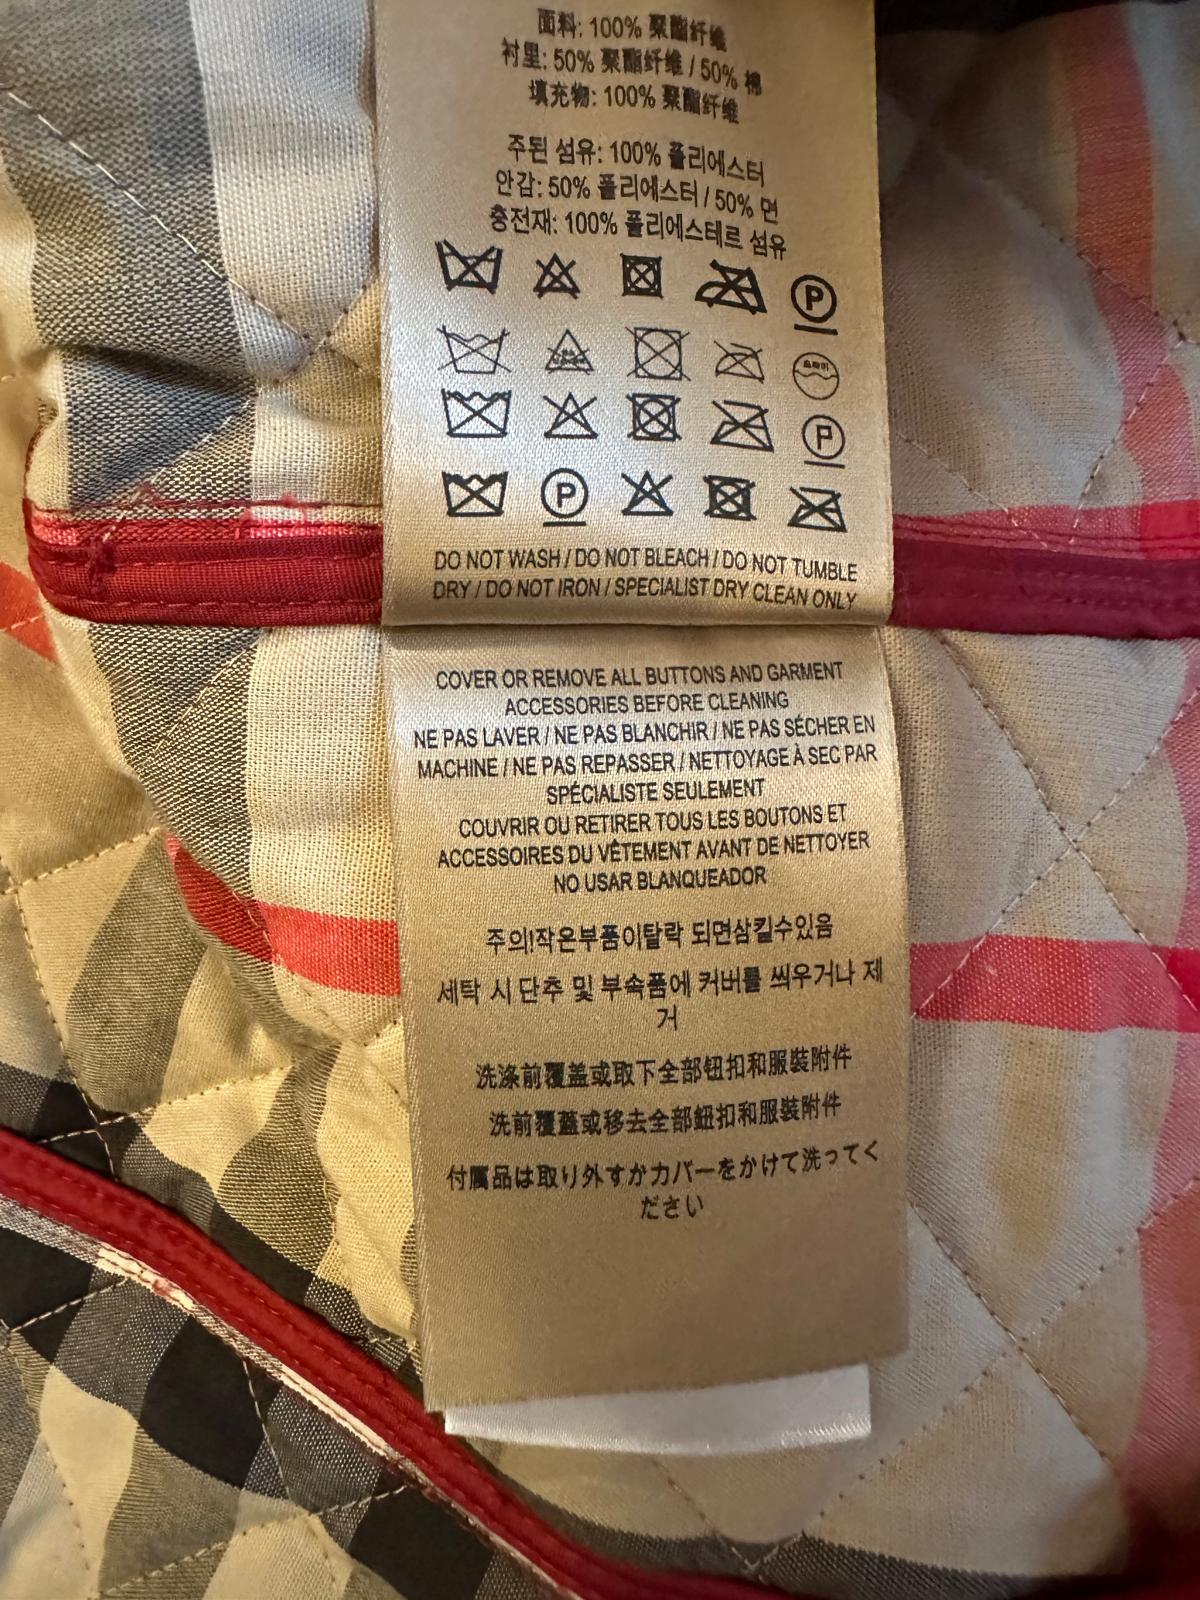 面料: 100% 聚酯纤维
衬里: 50% 聚酯纤维 / 50% 棉
填充物: 100% 聚酯纤维
주된 섬유: 100% 폴리에스터
안감: 50% 폴리에스터 / 50% 면
충전재: 100% 폴리에스테르 섬유
P
P
P
DO NOT WASH / DO NOT BLEACH / DO NOT TUMBLE
DRY / DO NOT IRON / SPECIALIST DRY CLEAN ONLY
COVER OR REMOVE ALL BUTTONS AND GARMENT
ACCESSORIES BEFORE CLEANING
NE PAS LAVER / NE PAS BLANCHIR / NE PAS SÉCHER EN
MACHINE / NE PAS REPASSER / NETTOYAGE À SEC PAR
SPÉCIALISTE SEULEMENT
COUVRIR OU RETIRER TOUS LES BOUTONS ET
ACCESSOIRES DU VÊTEMENT AVANT DE NETTOYER
NO USAR BLANQUEADOR
주의!작은부품이탈락 되면삼킬수있음
세탁 시 단추 및 부속품에 커버를 씌우거나 제
거
洗涤前覆盖或取下全部钮扣和服裝附件
洗前覆蓋或移去全部鈕扣和服裝附件
付属品は取り外すかカバーをかけて洗ってく
ださい